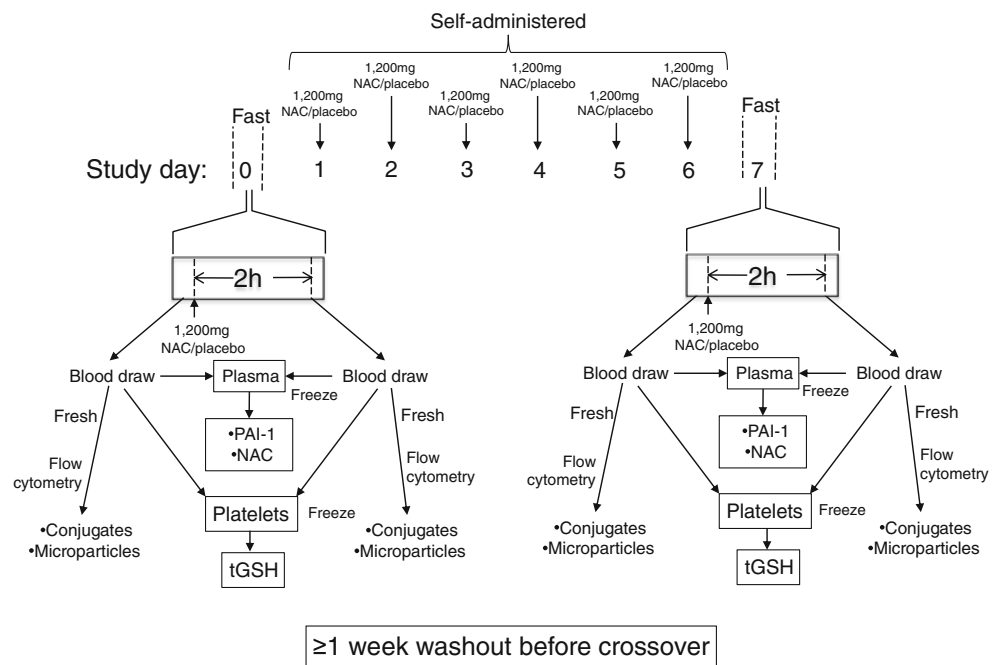 Self-administered
1,200mg
NAC/placebo
1,200mg
NAC/placebo
1,200mg
NAC/placebo
1,200mg
NAC/placebo
1,200mg
NAC/placebo
1,200mg
NAC/placebo
Fast
Fast
Study day: 0 1 2 3 4 5 6 7
2h
1,200mg
NAC/placebo
Blood draw
Plasma
Blood draw
Freeze
Fresh
Fresh
•PAI-1
•NAC
Flow
cytometry
Flow
cytometry
Platelets
Freeze
•Conjugates
•Microparticles
•Conjugates
•Microparticles
tGSH
2h
1,200mg
NAC/placebo
Blood draw
Plasma
Blood draw
Freeze
Fresh
Fresh
•PAI-1
•NAC
Flow
cytometry
Flow
cytometry
Platelets
Freeze
•Conjugates
•Microparticles
•Conjugates
•Microparticles
tGSH
≥1 week washout before crossover